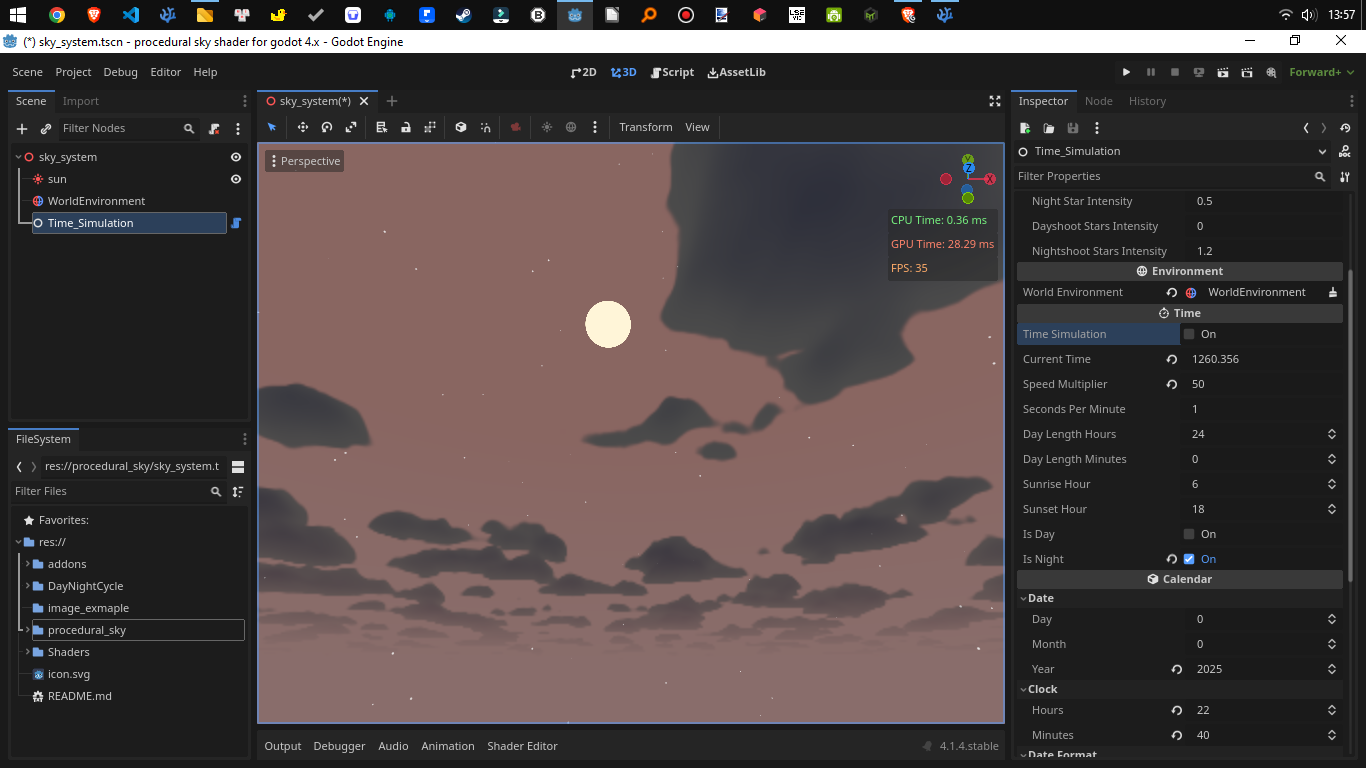 13:57
(*) sky_system.tscn - procedural sky shader for godot 4.x - Godot Engine
Scene Project Debug Editor Help
2D 3D Script AssetLib
Forward+
Scene Import
Filter Nodes
sky_system
sun
WorldEnvironment
Time_Simulation
FileSystem
res://procedural_sky/sky_system.t
Filter Files
Favorites:
res://
addons
DayNightCycle
image_exmaple
procedural_sky
Shaders
icon.svg
README.md
sky_system(*)
Transform View
Perspective
Y
Z
X
CPU Time: 0.36 ms
GPU Time: 28.29 ms
FPS: 35
Output Debugger Audio Animation Shader Editor
4.1.4.stable
Inspector Node History
Time_Simulation
Filter Properties
Night Star Intensity 0.5
Dayshoot Stars Intensity 0
Nightshoot Stars Intensity 1.2
Environment
World Environment WorldEnvironment
Time
Time Simulation On
Current Time 1260.356
Speed Multiplier 50
Seconds Per Minute 1
Day Length Hours 24
Day Length Minutes 0
Sunrise Hour 6
Sunset Hour 18
Is Day On
Is Night On
Calendar
Date
Day 0
Month 0
Year 2025
Clock
Hours 22
Minutes 40
Date Format